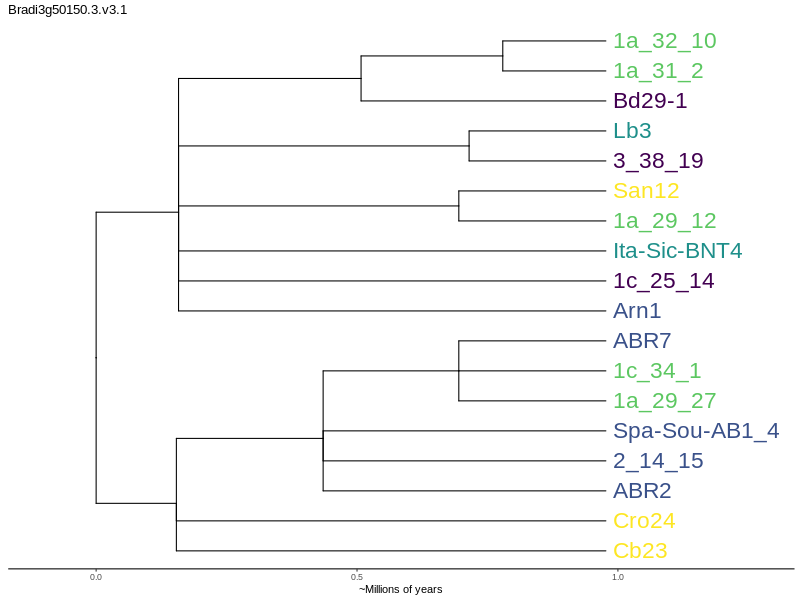 Bradi3g50150.3.v3.1
1a_32_10
1a_31_2
Bd29-1
Lb3
3_38_19
San12
1a_29_12
Ita-Sic-BNT4
1c_25_14
Arn1
ABR7
1c_34_1
1a_29_27
Spa-Sou-AB1_4
2_14_15
ABR2
Cro24
Cb23
0.0 0.5 1.0
~Millions of years